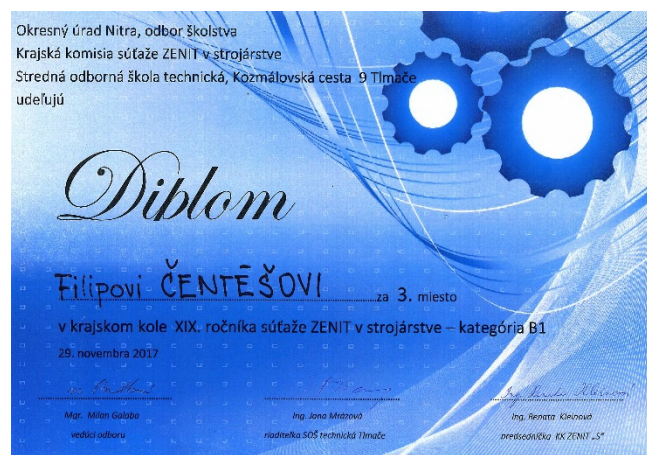 Okresný úrad Nitra, odbor školstva
Krajská komisia súťaže ZENIT v strojárstve
Stredná odborná škola technická, Kozmálovská cesta 9 Tlmače
udeľujú
Diblom
Filipovi ČENTÉŠOVI za 3. miesto
v krajskom kole XIX. ročníka súťaže ZENIT v strojárstve – kategória B1
29. novembra 2017
Mgr. Milan Galaba Ing. Jana Mrázová Ing. Renata Kleinová
vedúci odboru riaditeľka SOŠ technická Tlmače predsedníčka KK ZENIT „S"